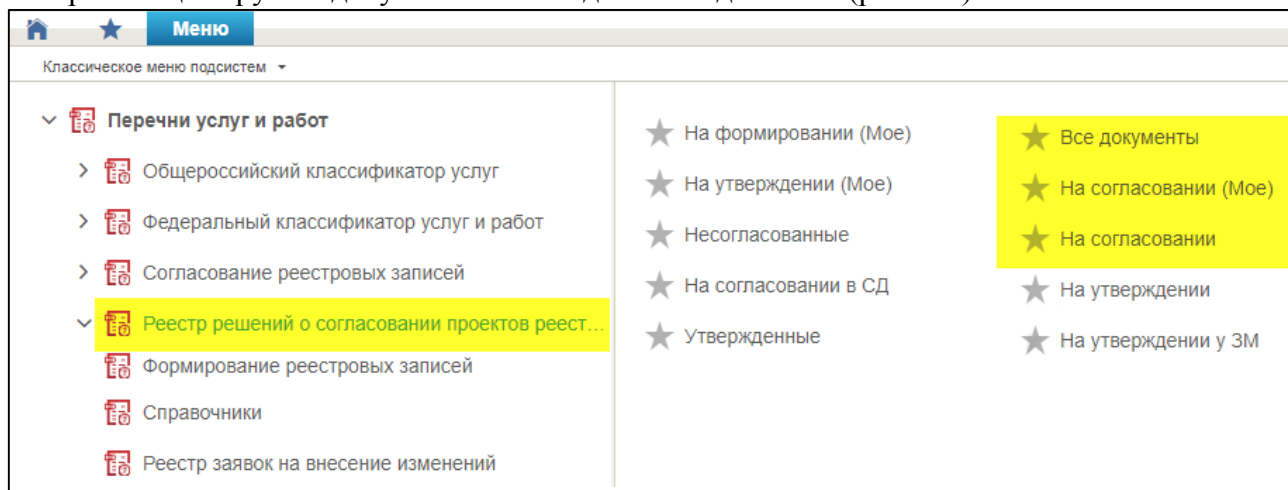 Меню
Классическое меню подсистем
Перечни услуг и работ
Общероссийский классификатор услуг
Федеральный классификатор услуг и работ
Согласование реестровых записей
Реестр решений о согласовании проектов реест...
Формирование реестровых записей
Справочники
Реестр заявок на внесение изменений
На формировании (Мое)
На утверждении (Мое)
Несогласованные
На согласовании в СД
Утвержденные
Все документы
На согласовании (Мое)
На согласовании
На утверждении
На утверждении у ЗМ